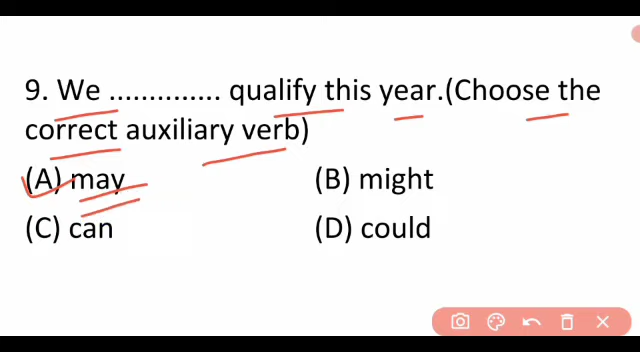 9. We .............. qualify this year.(Choose the
correct auxiliary verb)
(A) may (B) might
(C) can (D) could